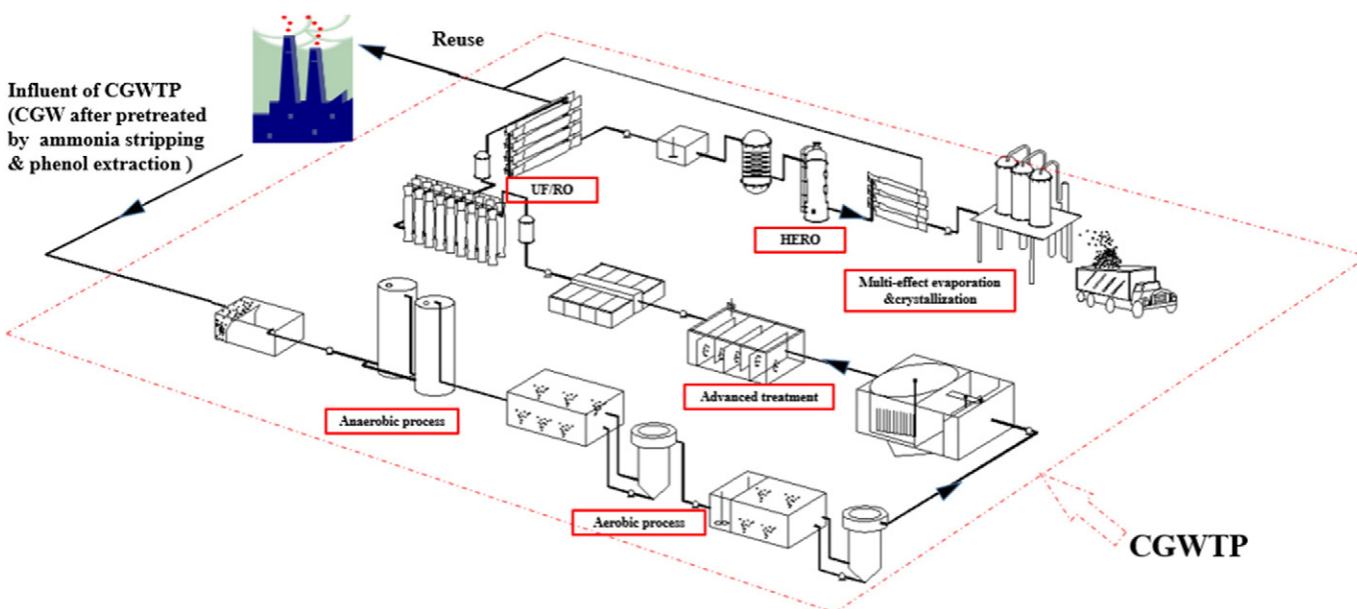 Reuse
Influent of CGWTP
(CGW after pretreated
by ammonia stripping
& phenol extraction )
UF/RO
HERO
Multi-effect evaporation
&crystallization
Advanced treatment
Anaerobic process
Aerobic process
CGWTP